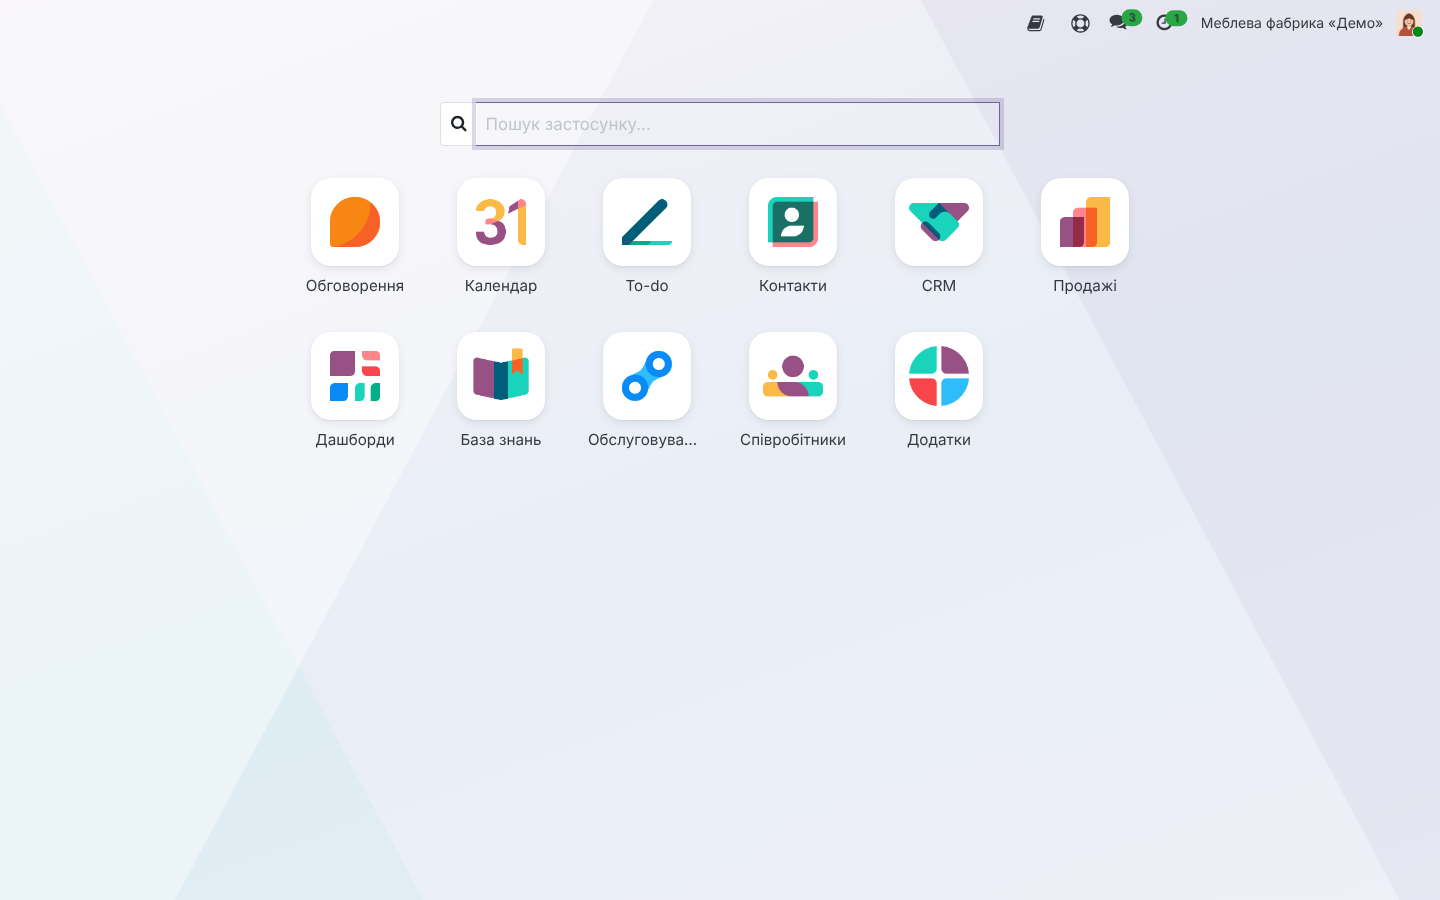 3
1
Меблева фабрика «Демо»
Пошук застосунку...
31
Обговорення
Календар
To-do
Контакти
CRM
Продажі
Дашборди
База знань
Обслуговува...
Співробітники
Додатки